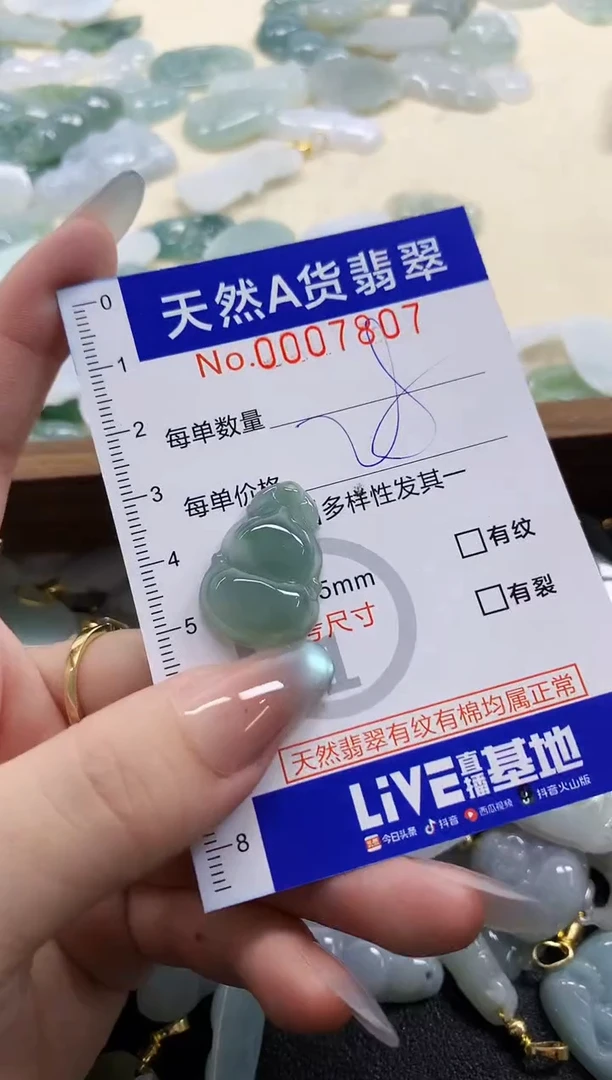 天然A货翡翠
No.0007807
0
1
2
3
4
5
8
每单数量
每单价
多样性发其一
5mm
有纹
尺寸
有裂
天然翡翠有纹有棉均属正常
LiVE直播基地
今日头条 抖音 西瓜视频 抖音火山版